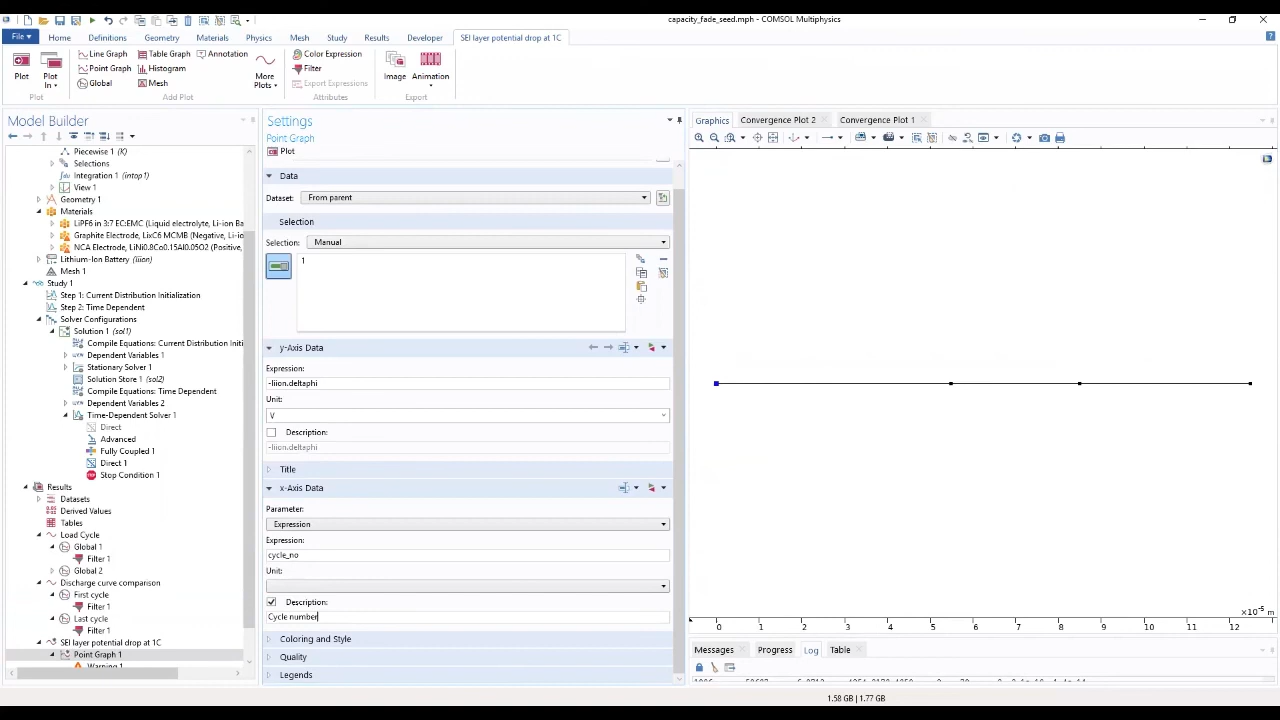 capacity_fade_seed.mph - COMSOL Multiphysics
File Home Definitions Geometry Materials Physics Mesh Study Results Developer SEI layer potential drop at 1C
Plot
Plot In
Line Graph Table Graph Annotation
Point Graph Histogram
Global Mesh
More Plots
Color Expression
Filter
Export Expressions
Image
Animation
Plot Add Plot Attributes Export
Model Builder
Piecewise 1 (K)
Selections
Integration 1 (intop1)
View 1
Geometry 1
Materials
LiPF6 in 3:7 EC:EMC (Liquid electrolyte, Li-ion Ba
Graphite Electrode, LixC6 MCMB (Negative, Li-io
NCA Electrode, LiNi0.8Co0.15Al0.05O2 (Positive,
Lithium-Ion Battery (liion)
Mesh 1
Study 1
Step 1: Current Distribution Initialization
Step 2: Time Dependent
Solver Configurations
Solution 1 (sol1)
Compile Equations: Current Distribution Initi
Dependent Variables 1
Stationary Solver 1
Solution Store 1 (sol2)
Compile Equations: Time Dependent
Dependent Variables 2
Time-Dependent Solver 1
Direct
Advanced
Fully Coupled 1
Direct 1
Stop Condition 1
Results
Datasets
Derived Values
Tables
Load Cycle
Global 1
Filter 1
Global 2
Discharge curve comparison
First cycle
Filter 1
Last cycle
Filter 1
SEI layer potential drop at 1C
Point Graph 1
Warning 1
Settings
Point Graph
Plot
Data
Dataset: From parent
Selection
Selection: Manual
1
y-Axis Data
Expression:
-liion.deltaphi
Unit:
V
Description:
-liion.deltaphi
Title
x-Axis Data
Parameter:
Expression
Expression:
cycle_no
Unit:
Description:
Cycle number
Coloring and Style
Quality
Legends
Graphics Convergence Plot 2 Convergence Plot 1
×10⁻⁵ m
0 1 2 3 4 5 6 7 8 9 10 11 12
Messages Progress Log Table
1.58 GB | 1.77 GB